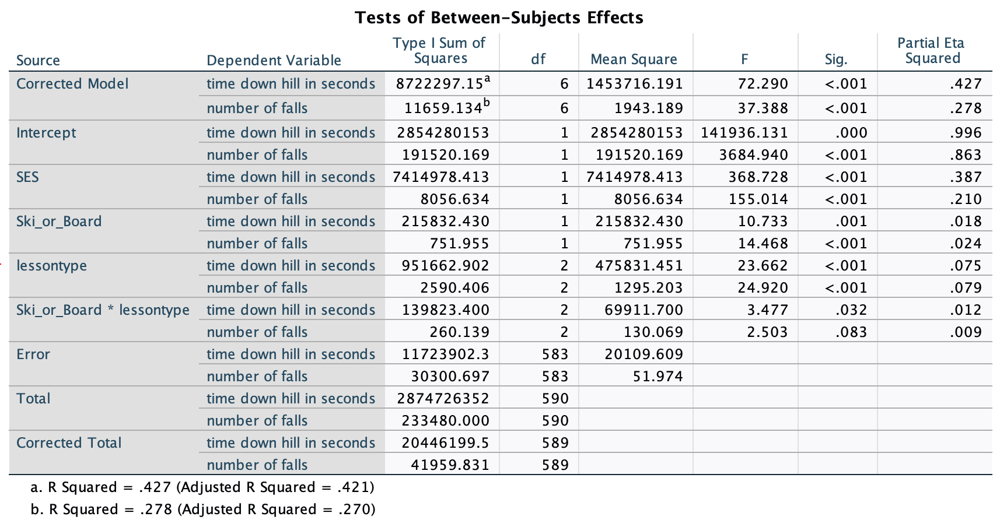 Tests of Between-Subjects Effects
Source Dependent Variable Type I Sum of Squares df Mean Square F Sig. Partial Eta Squared
Corrected Model time down hill in seconds 8722297.15a 6 1453716.191 72.290 <.001 .427
number of falls 11659.134b 6 1943.189 37.388 <.001 .278
Intercept time down hill in seconds 2854280153 1 2854280153 141936.131 .000 .996
number of falls 191520.169 1 191520.169 3684.940 <.001 .863
SES time down hill in seconds 7414978.413 1 7414978.413 368.728 <.001 .387
number of falls 8056.634 1 8056.634 155.014 <.001 .210
Ski_or_Board time down hill in seconds 215832.430 1 215832.430 10.733 .001 .018
number of falls 751.955 1 751.955 14.468 <.001 .024
lessontype time down hill in seconds 951662.902 2 475831.451 23.662 <.001 .075
number of falls 2590.406 2 1295.203 24.920 <.001 .079
Ski_or_Board * lessontype time down hill in seconds 139823.400 2 69911.700 3.477 .032 .012
number of falls 260.139 2 130.069 2.503 .083 .009
Error time down hill in seconds 11723902.3 583 20109.609
number of falls 30300.697 583 51.974
Total time down hill in seconds 2874726352 590
number of falls 233480.000 590
Corrected Total time down hill in seconds 20446199.5 589
number of falls 41959.831 589
a. R Squared = .427 (Adjusted R Squared = .421)
b. R Squared = .278 (Adjusted R Squared = .270)